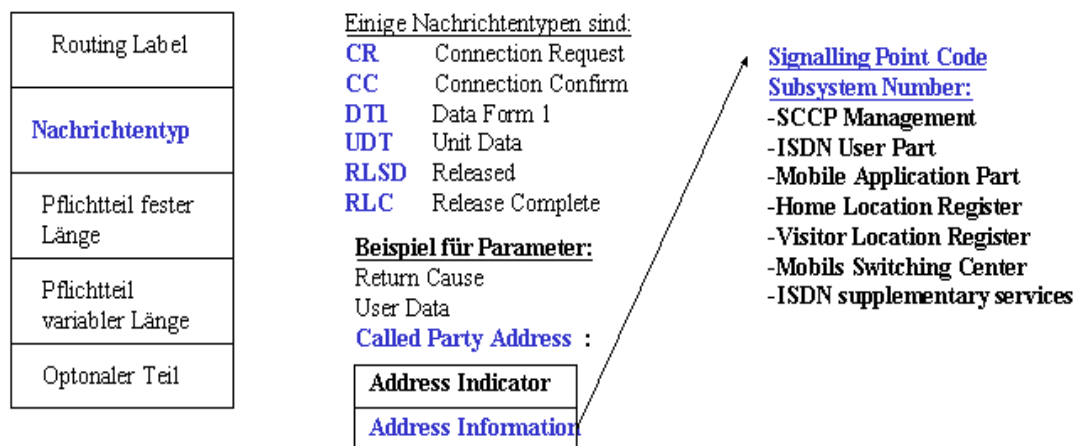 Routing Label
Nachrichtentyp
Pflichtteil fester
Länge
Pflichtteil
variabler Länge
Optonaler Teil
Einige Nachrichtentypen sind:
CR Connection Request
CC Connection Confirm
DT1 Data Form 1
UDT Unit Data
RLSD Released
RLC Release Complete
Beispiel für Parameter:
Return Cause
User Data
Called Party Address :
Address Indicator
Address Information
Signalling Point Code
Subsystem Number:
-SCCP Management
-ISDN User Part
-Mobile Application Part
-Home Location Register
-Visitor Location Register
-Mobils Switching Center
-ISDN supplementary services